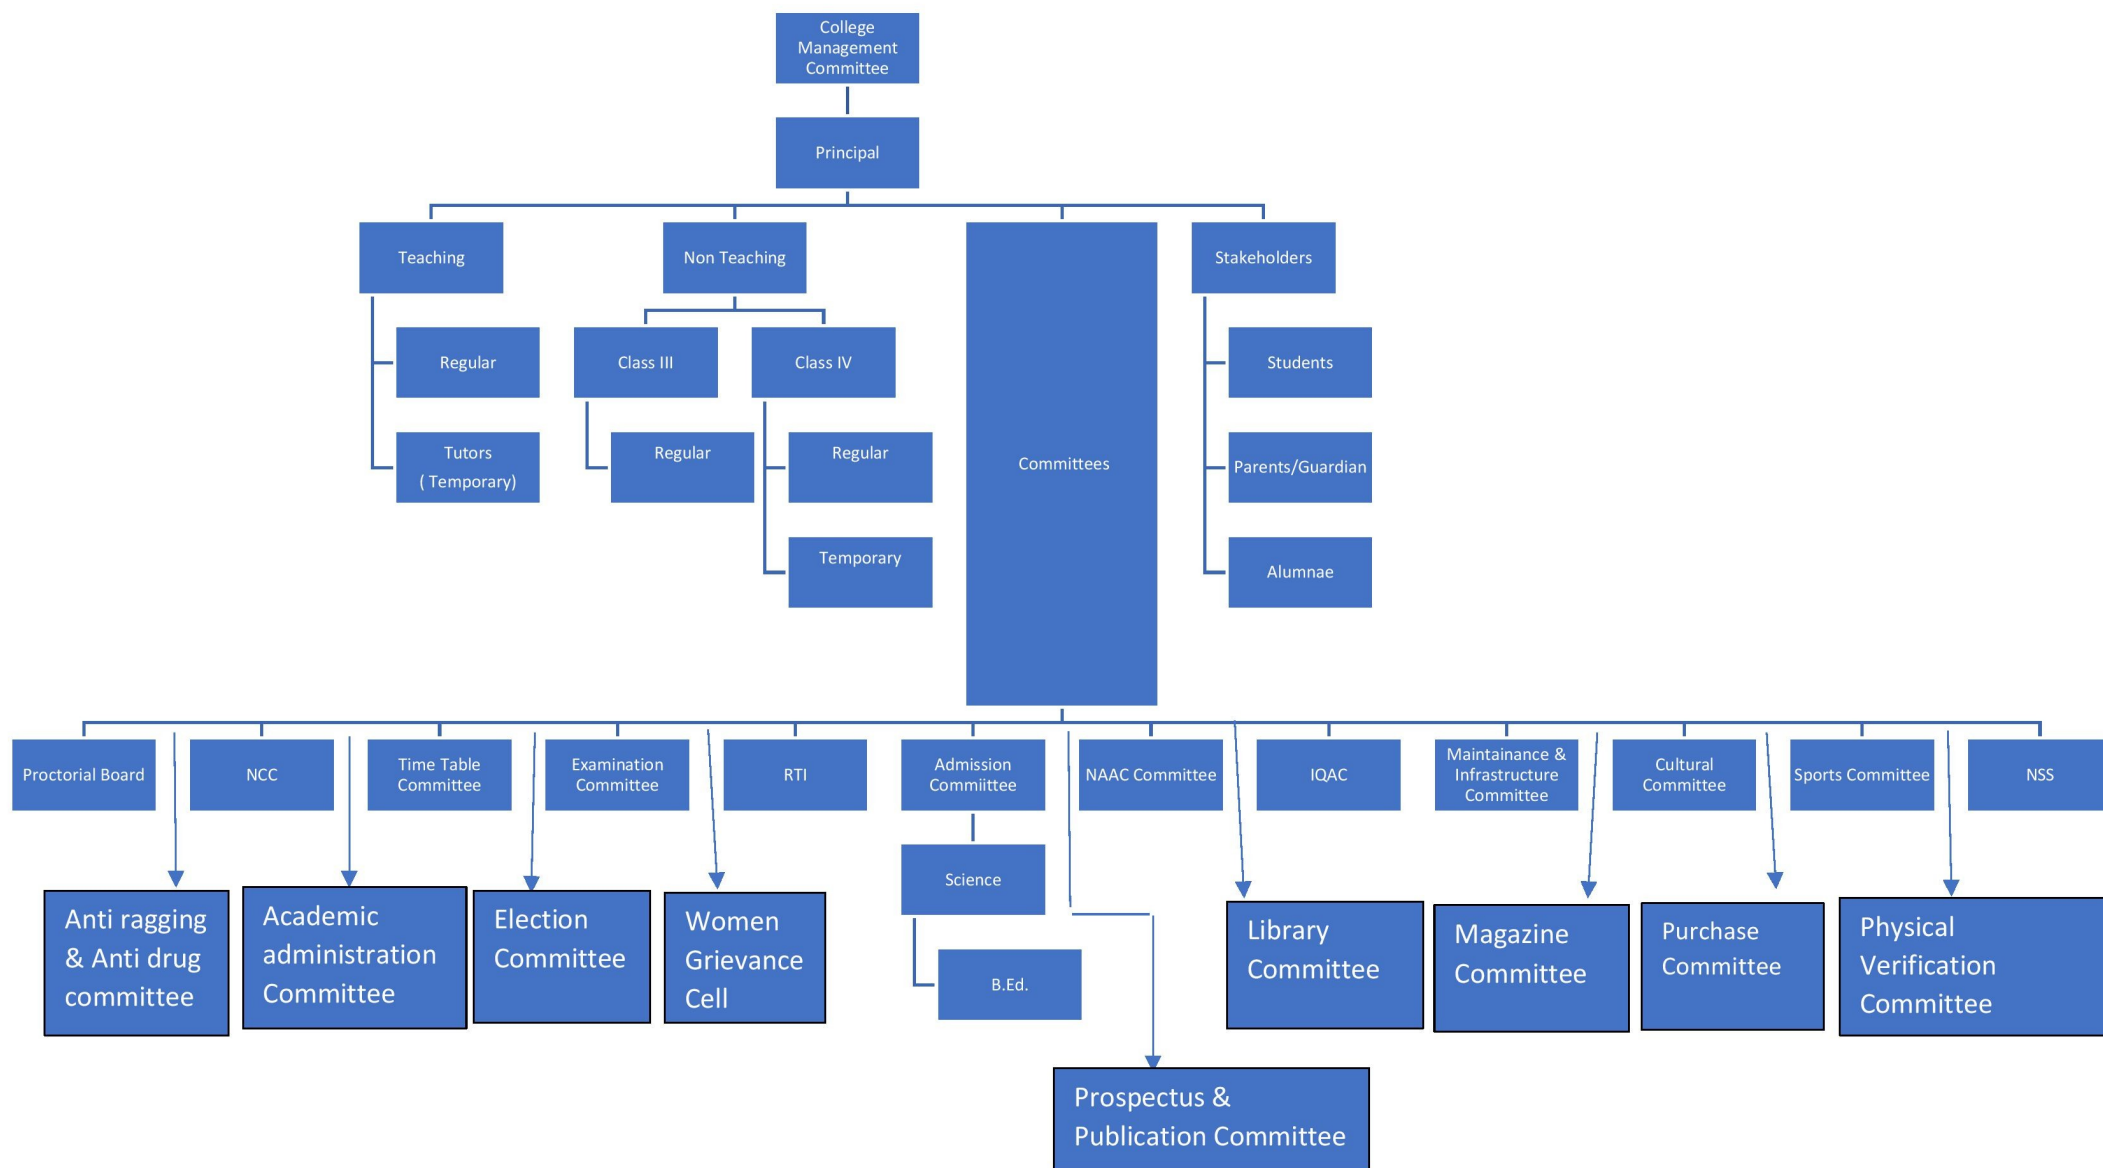 College
Management
Committee
Principal
Teaching
Non Teaching
Committees
Stakeholders
Regular
Tutors
( Temporary)
Class III
Regular
Class IV
Regular
Temporary
Students
Parents/Guardian
Alumnae
Proctorial Board
NCC
Time Table
Committee
Examination
Committee
RTI
Admission
Commiittee
NAAC Committee
IQAC
Maintainance &
Infrastructure
Committee
Cultural
Committee
Sports Committee
NSS
Science
B.Ed.
Anti ragging
& Anti drug
committee
Academic
administration
Committee
Election
Committee
Women
Grievance
Cell
Library
Committee
Magazine
Committee
Purchase
Committee
Physical
Verification
Committee
Prospectus &
Publication Committee